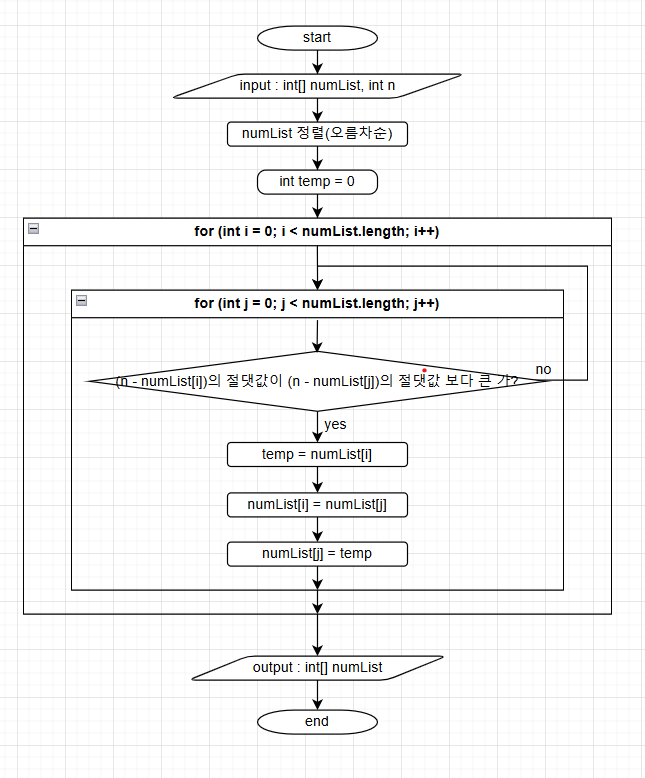 start
input : int[] numList, int n
numList 정렬(오름차순)
int temp = 0
for (int i = 0; i < numList.length; i++)
for (int j = 0; j < numList.length; j++)
(n - numList[i])의 절댓값이 (n - numList[j])의 절댓값 보다 큰 가?
no
yes
temp = numList[i]
numList[i] = numList[j]
numList[j] = temp
output : int[] numList
end